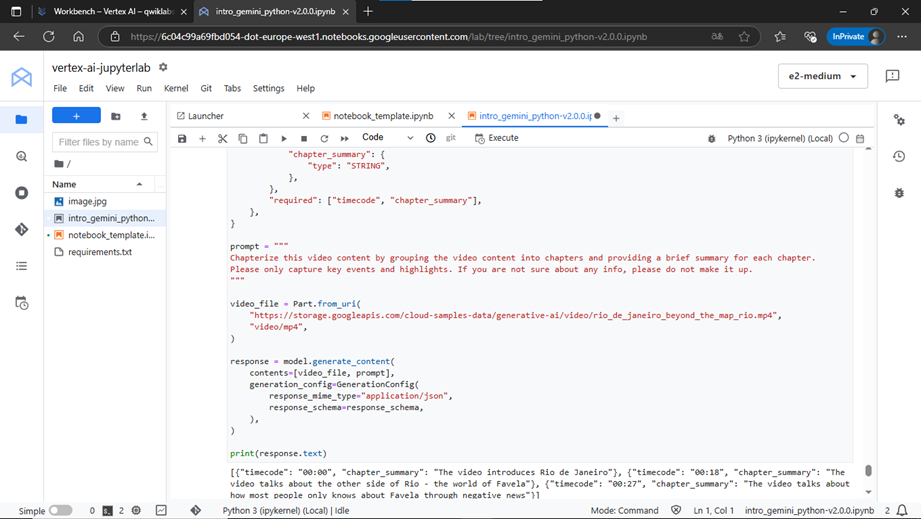 Workbench – Vertex AI – qwiklabs
intro_gemini_python-v2.0.0.ipynb
https://6c04c99a69fbd054-dot-europe-west1.notebooks.googleusercontent.com/lab/tree/intro_gemini_python-v2.0.0.ipynb
InPrivate
vertex-ai-jupyterlab
e2-medium
File Edit View Run Kernel Git Tabs Settings Help
Launcher
notebook_template.ipynb
intro_gemini_python-v2.0.0.ip
Filter files by name
Code
git
Execute
Python 3 (ipykernel) (Local)
/
Name
image.jpg
intro_gemini_python...
notebook_template.i...
requirements.txt
"chapter_summary": {
"type": "STRING",
},
},
"required": ["timecode", "chapter_summary"],
},
}
prompt = """
Chapterize this video content by grouping the video content into chapters and providing a brief summary for each chapter.
Please only capture key events and highlights. If you are not sure about any info, please do not make it up.
"""
video_file = Part.from_uri(
"https://storage.googleapis.com/cloud-samples-data/generative-ai/video/rio_de_janeiro_beyond_the_map_rio.mp4",
"video/mp4",
)
response = model.generate_content(
contents=[video_file, prompt],
generation_config=GenerationConfig(
response_mime_type="application/json",
response_schema=response_schema,
),
)
print(response.text)
[{"timecode": "00:00", "chapter_summary": "The video introduces Rio de Janeiro"}, {"timecode": "00:18", "chapter_summary": "The
video talks about the other side of Rio - the world of Favela"}, {"timecode": "00:27", "chapter_summary": "The video talks about
how most people only knows about Favela through negative news"}]
Simple
0
2
Python 3 (ipykernel) (Local) | Idle
Mode: Command
Ln 1, Col 1
intro_gemini_python-v2.0.0.ipynb
2